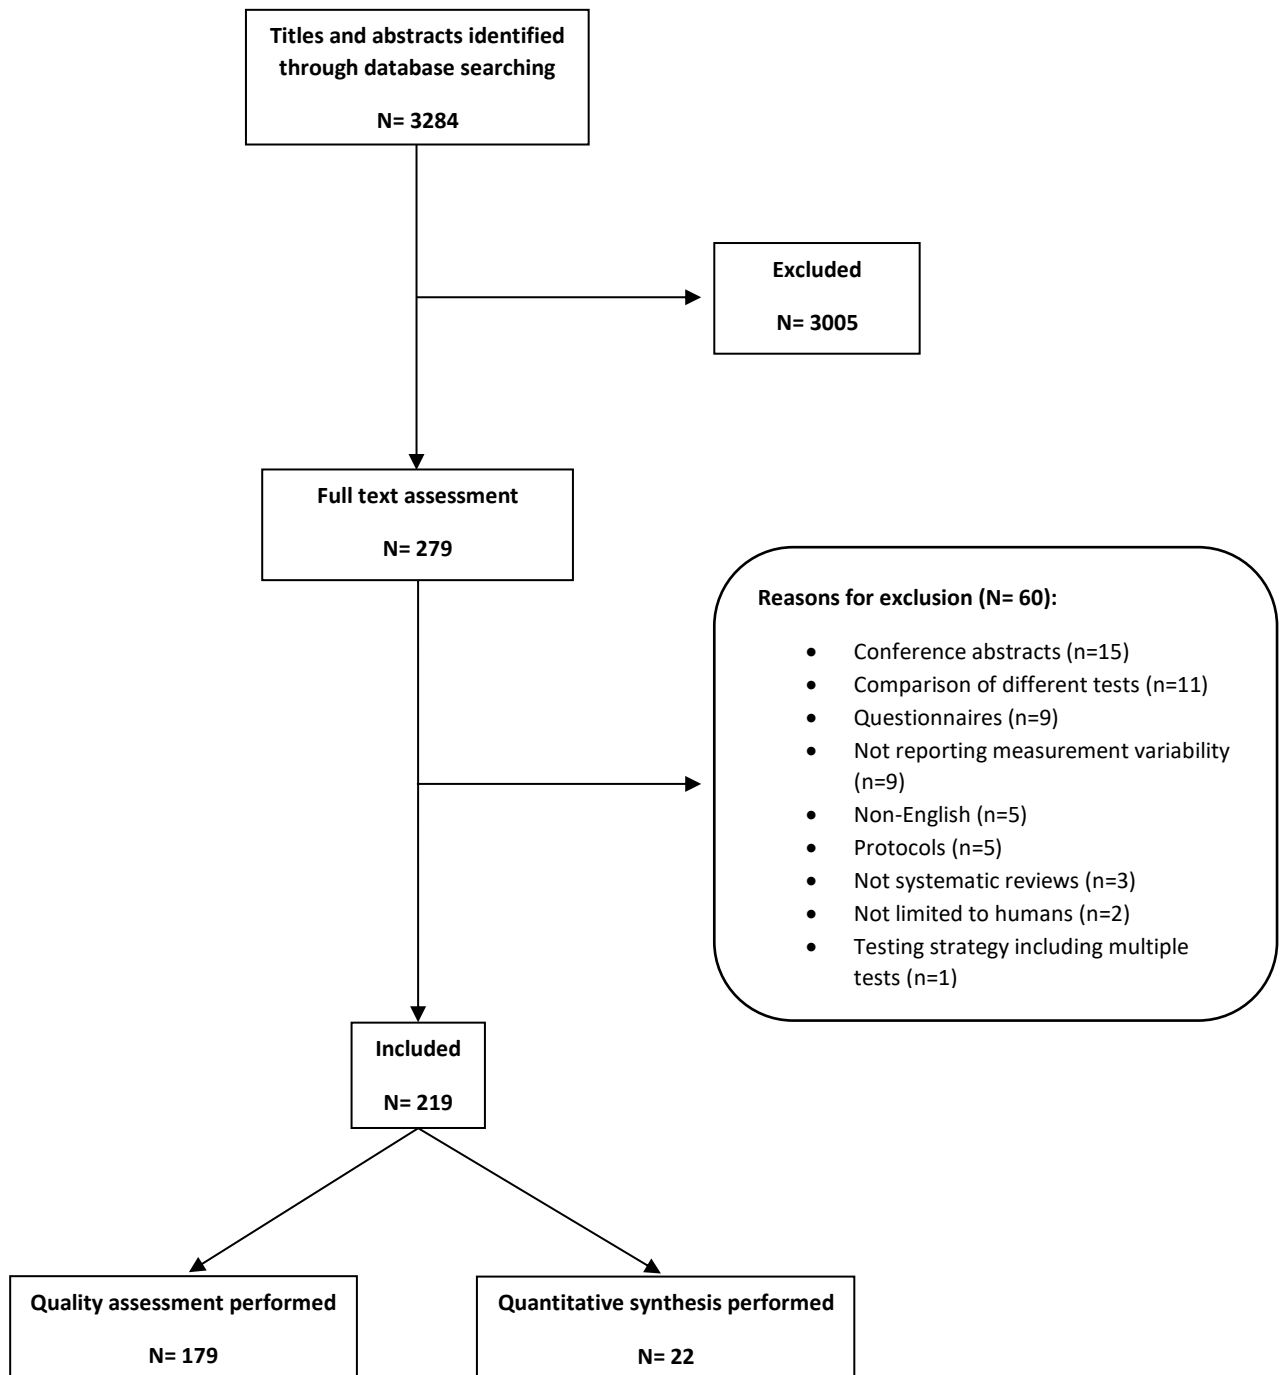 Titles and abstracts identified
through database searching
N= 3284
Excluded
N= 3005
Full text assessment
N= 279
Reasons for exclusion (N= 60):
• Conference abstracts (n=15)
• Comparison of different tests (n=11)
• Questionnaires (n=9)
• Not reporting measurement variability
(n=9)
• Non-English (n=5)
• Protocols (n=5)
• Not systematic reviews (n=3)
• Not limited to humans (n=2)
• Testing strategy including multiple
tests (n=1)
Included
N= 219
Quality assessment performed
N= 179
Quantitative synthesis performed
N= 22